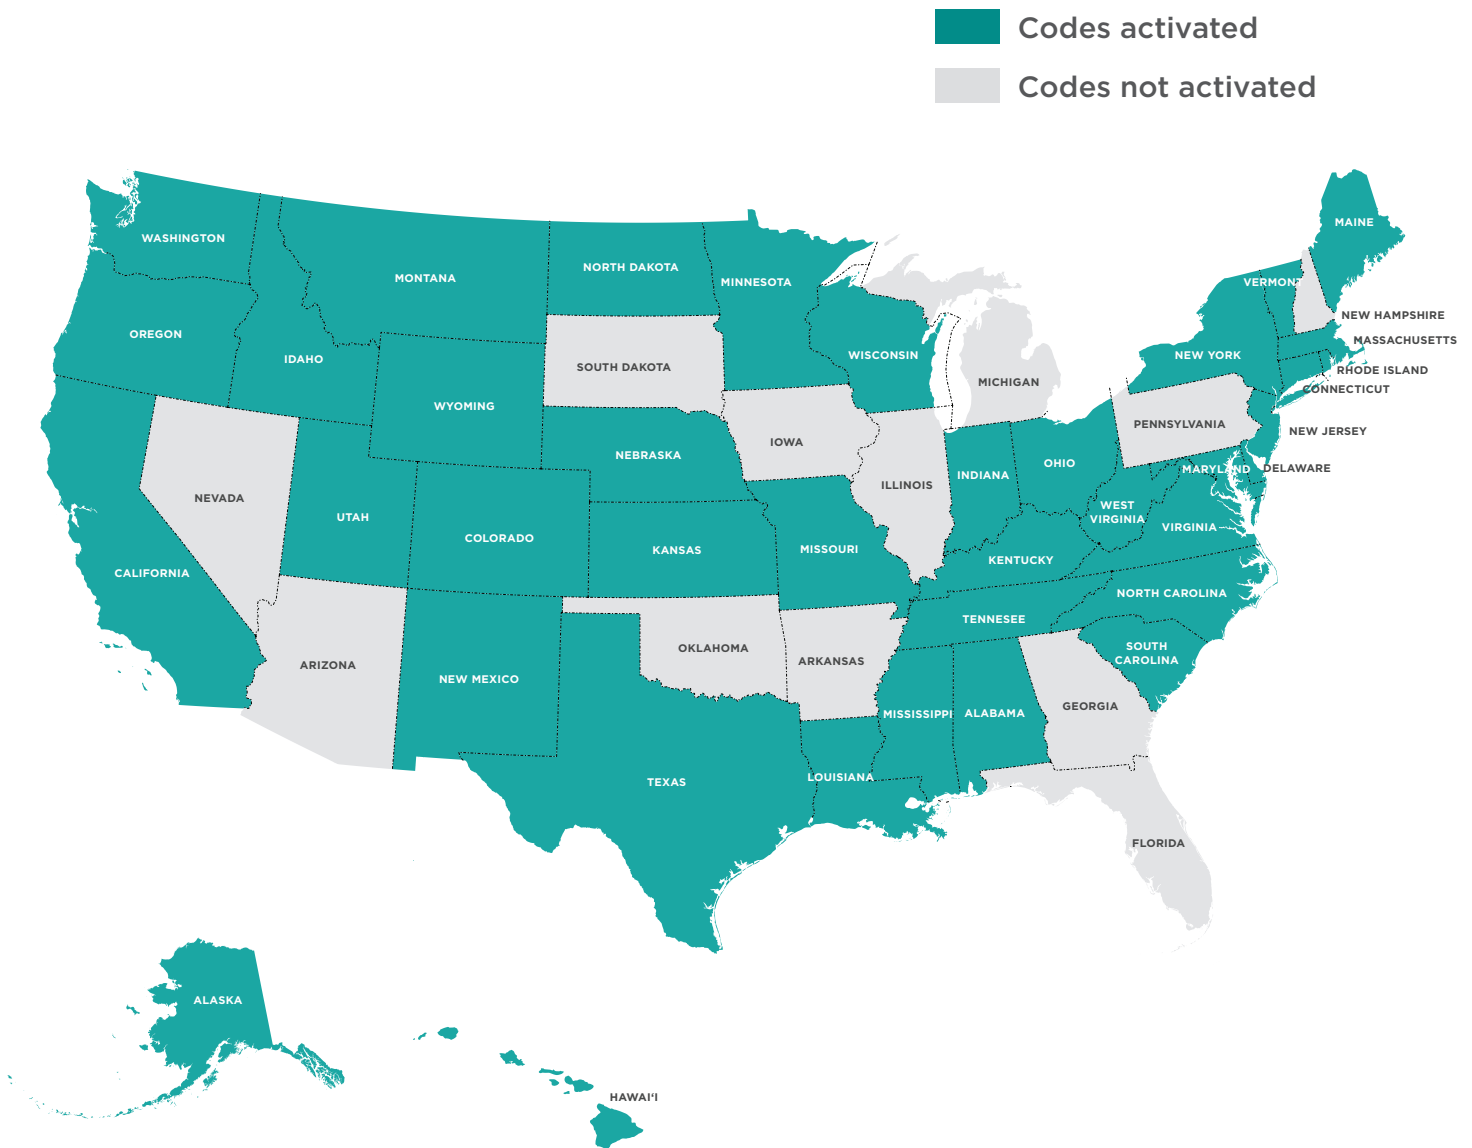 Codes activated
Codes not activated
MAINE
WASHINGTON
NORTH DAKOTA
MONTANA
MINNESOTA
VERMONT
NEW HAMPSHIRE
OREGON
MASSACHUSETTS
IDAHO
WISCONSIN
NEW YORK
SOUTH DAKOTA
RHODE ISLAND
MICHIGAN
CONNECTICUT
WYOMING
PENNSYLVANIA
NEW JERSEY
IOWA
NEBRASKA
OHIO
MARYLAND
DELAWARE
INDIANA
ILLINOIS
NEVADA
WEST
VIRGINIA
UTAH
VIRGINIA
COLORADO
KANSAS
MISSOURI
KENTUCKY
CALIFORNIA
NORTH CAROLINA
TENNESEE
OKLAHOMA
SOUTH
CAROLINA
ARIZONA
ARKANSAS
NEW MEXICO
GEORGIA
MISSISSIPPI
ALABAMA
LOUISIANA
TEXAS
FLORIDA
ALASKA
HAWAI‘I